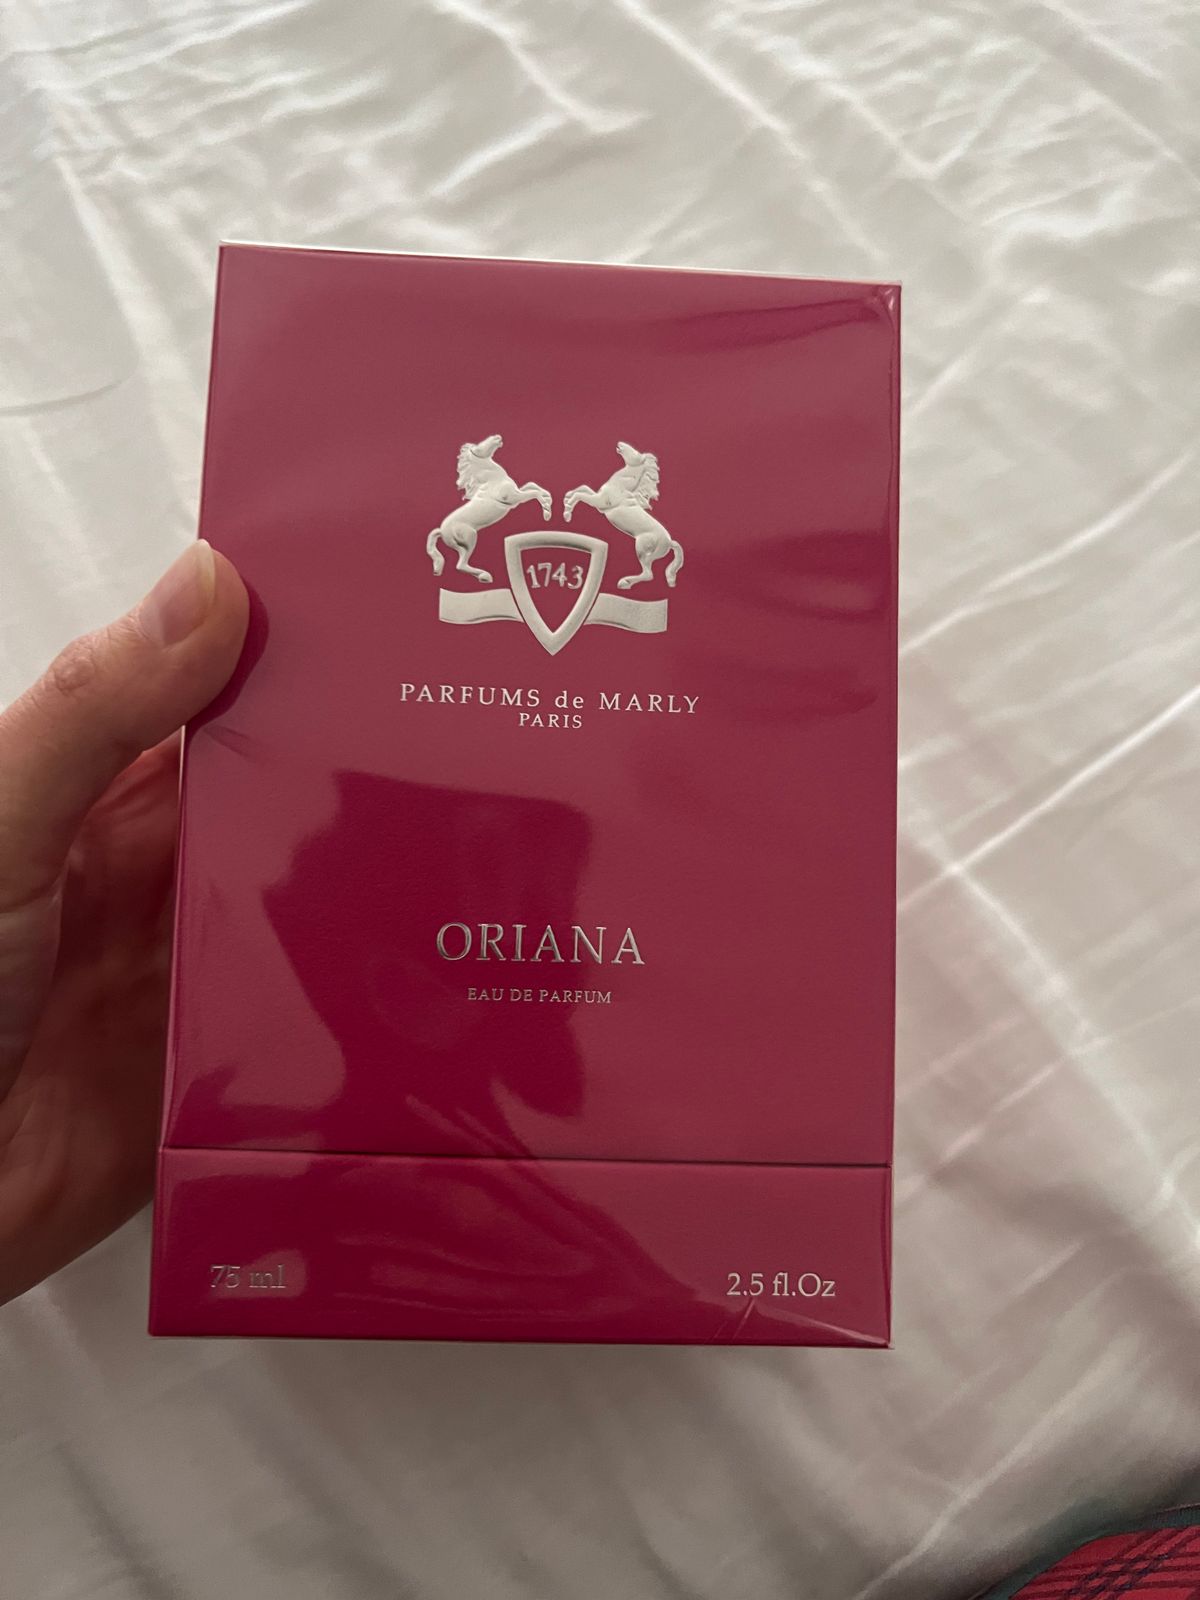 1743
PARFUMS de MARLY
PARIS
ORIANA
EAU DE PARFUM
75 ml
2.5 fl.Oz